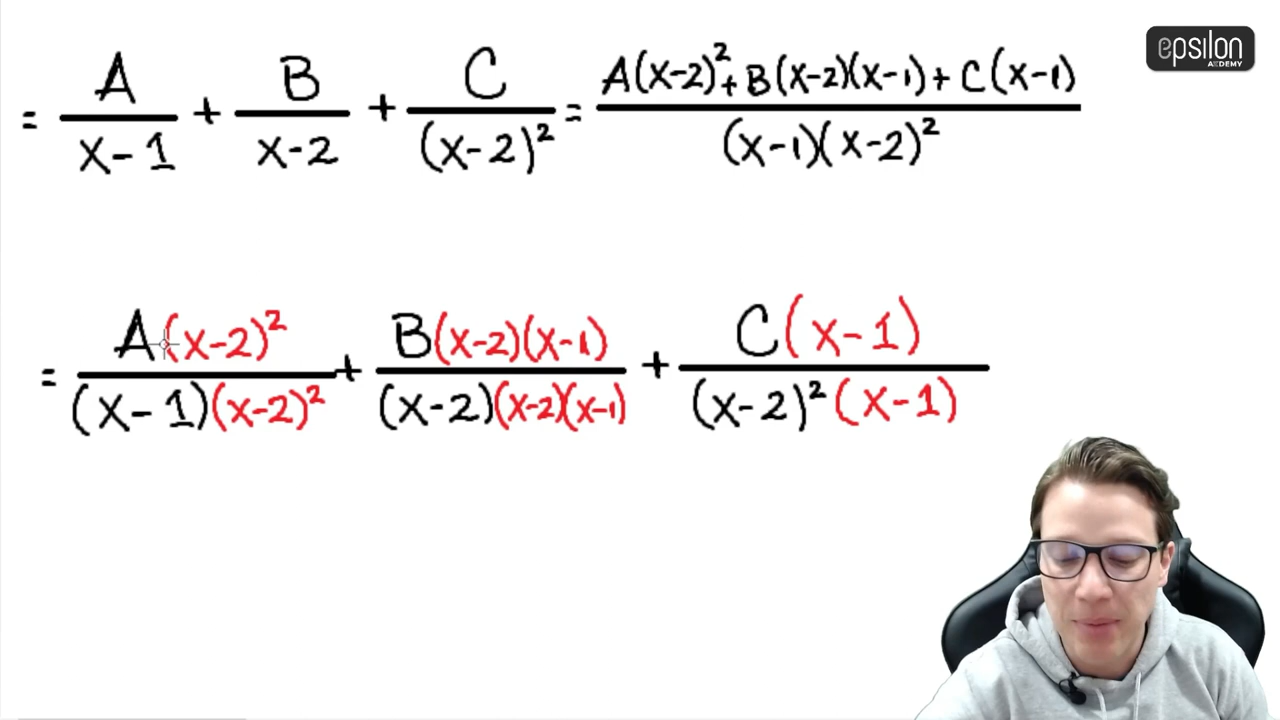 epsilon
ACADEMY
= A/(x-1) + B/(x-2) + C/(x-2)² = (A(x-2)² + B(x-2)(x-1) + C(x-1))/((x-1)(x-2)²)
= A(x-2)²/((x-1)(x-2)²) + B(x-2)(x-1)/((x-2)(x-2)(x-1)) + C(x-1)/((x-2)²(x-1))